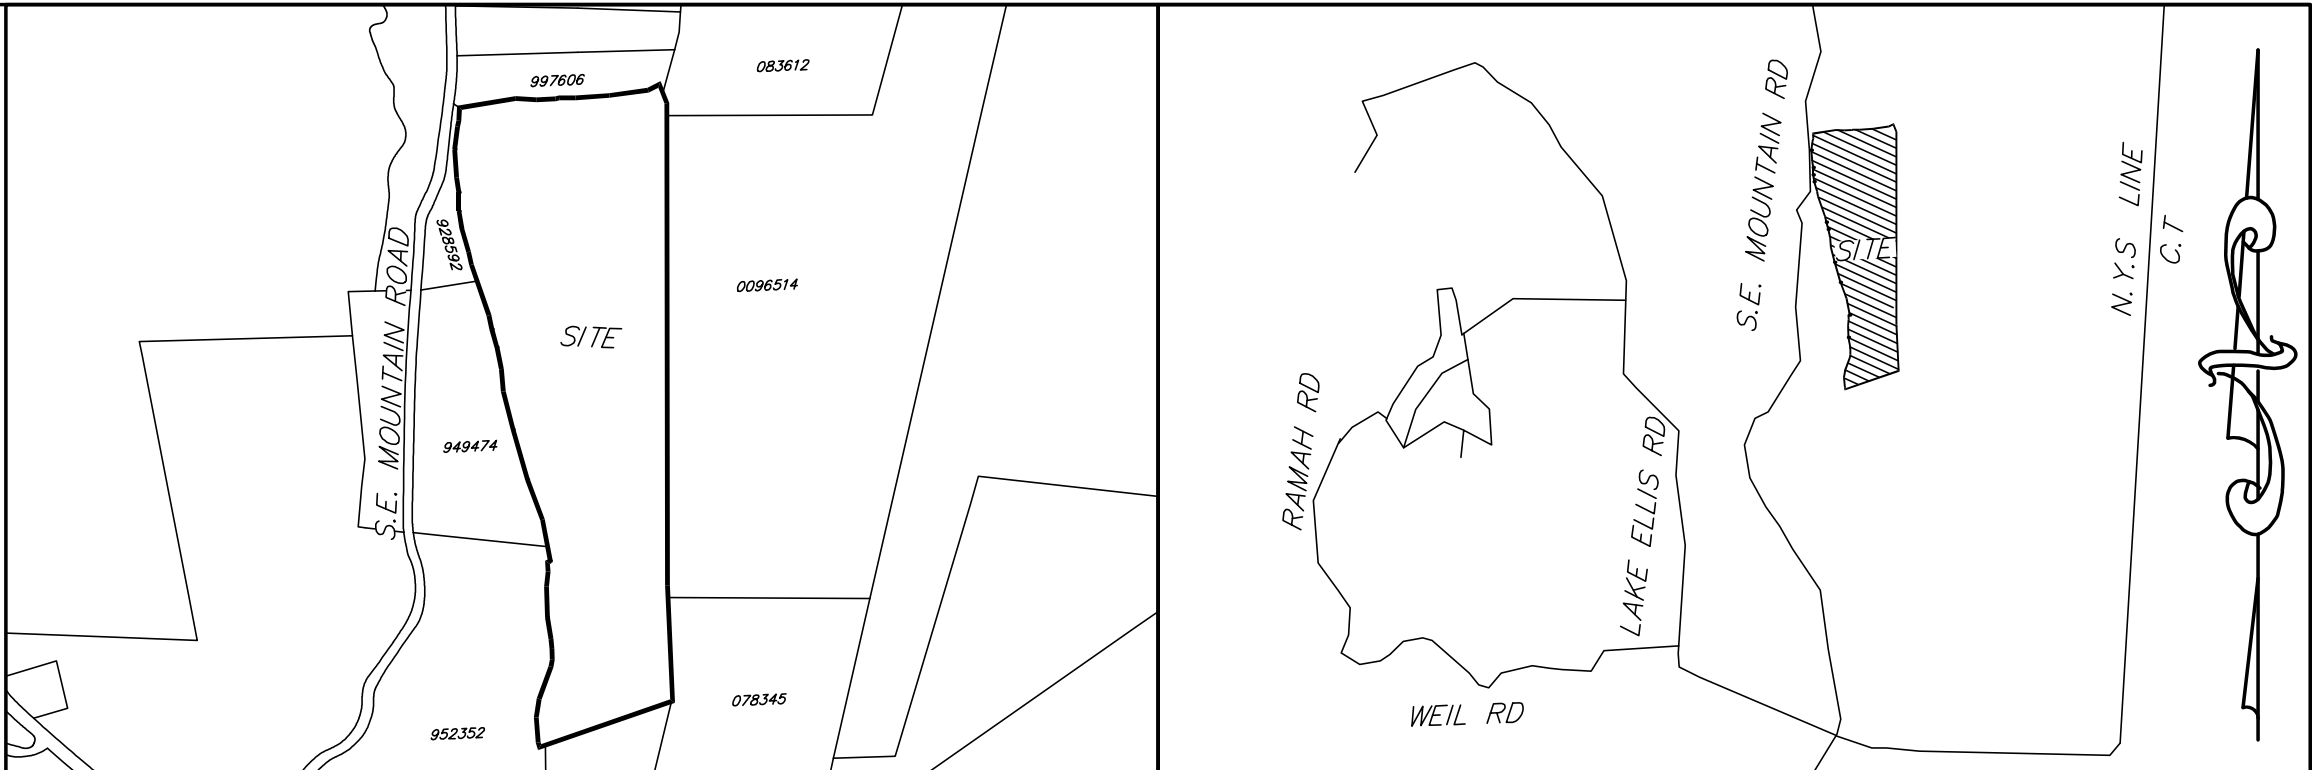 997606
083612
928592
S.E. MOUNTAIN ROAD
0096514
SITE
949474
078345
952352
S.E. MOUNTAIN RD
SITE
N.Y.S LINE
C.T
RAMAH RD
LAKE ELLIS RD
WEIL RD